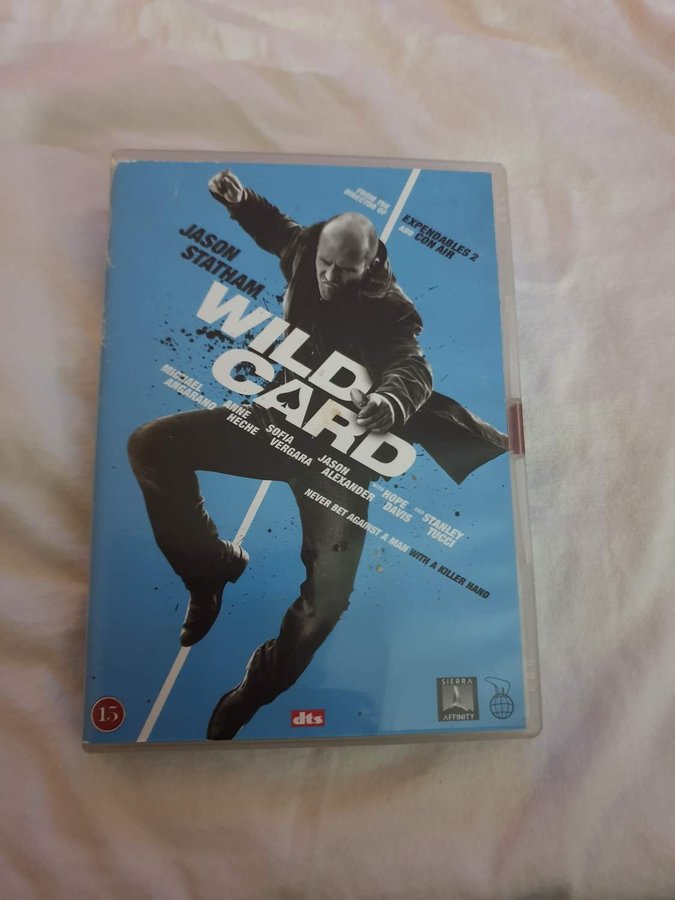 FROM THE
DIRECTOR OF
EXPENDABLES 2
AND CON AIR
JASON
STATHAM
WILD
CARD
MICHAEL
ANGARANO
ANNE
HECHE
SOFIA
VERGARA
JASON
ALEXANDER
WITH HOPE
DAVIS
AND STANLEY
TUCCI
NEVER BET AGAINST A MAN WITH A KILLER HAND
15
dts
SIERRA
AFFINITY